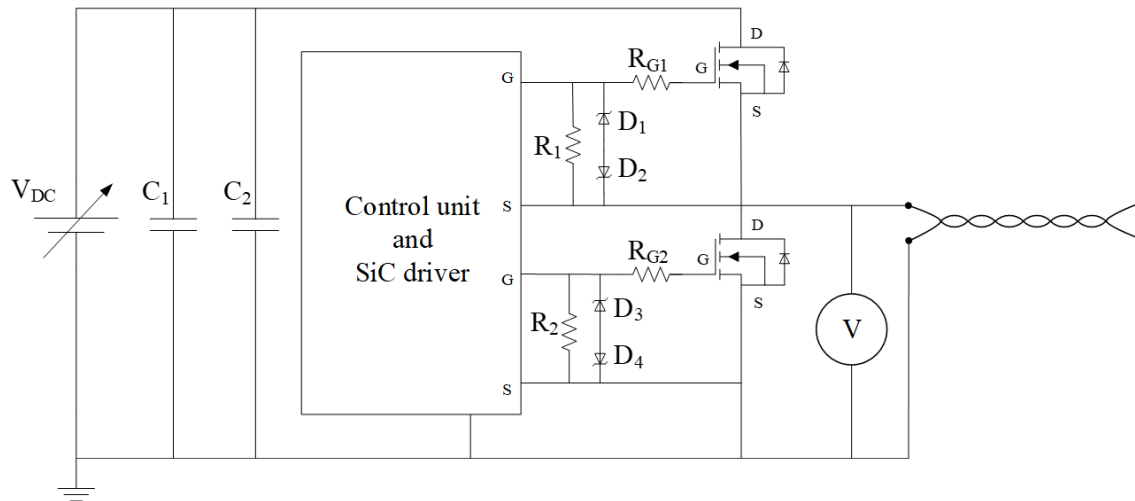 D
G
R_G1
G
S
R_1
D_1
D_2
V_DC
C_1
C_2
Control unit
and
SiC driver
S
D
G
R_G2
G
S
R_2
D_3
D_4
V
S